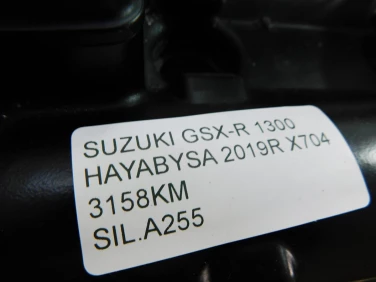 SUZUKI GSX-R 1300
HAYABYSA 2019R X704
3158KM
SIL.A255